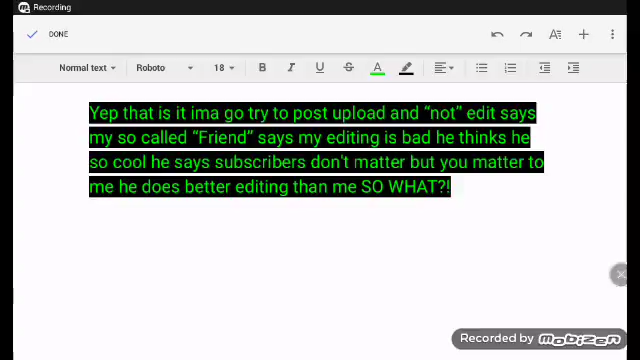 Recording
DONE
Normal text Roboto 18 B I U S A
Yep that is it ima go try to post upload and “not” edit says
my so called “Friend” says my editing is bad he thinks he
so cool he says subscribers don't matter but you matter to
me he does better editing than me SO WHAT?!
Recorded by mobizen